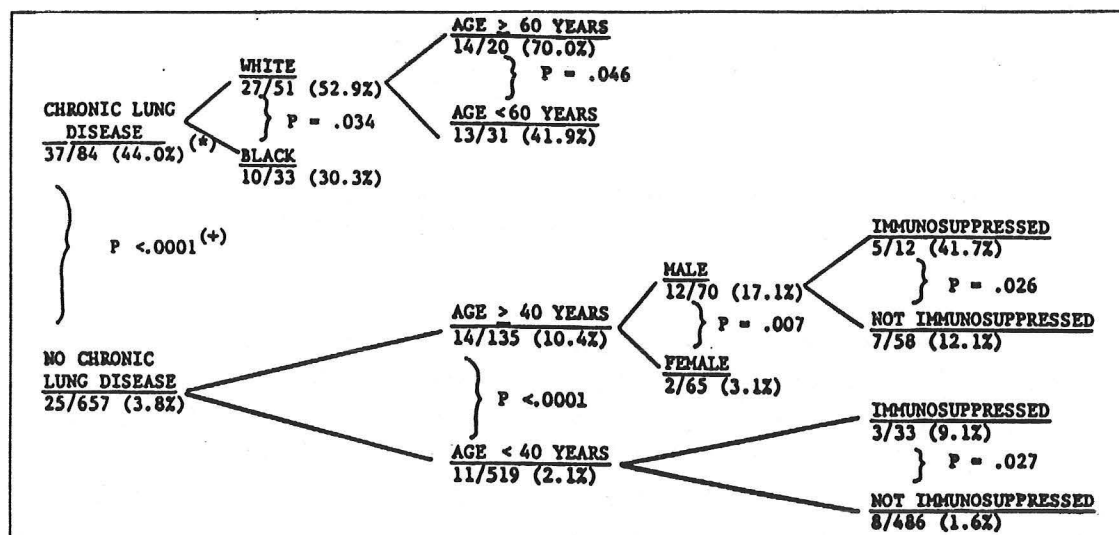 AGE ≥ 60 YEARS
14/20 (70.0%)
WHITE
27/51 (52.9%)
P = .046
CHRONIC LUNG
DISEASE
37/84 (44.0%)(*)
P = .034
AGE <60 YEARS
13/31 (41.9%)
BLACK
10/33 (30.3%)
P <.0001(+)
IMMUNOSUPPRESSED
5/12 (41.7%)
MALE
12/70 (17.1%)
P = .026
AGE ≥ 40 YEARS
14/135 (10.4%)
P = .007
NOT IMMUNOSUPPRESSED
7/58 (12.1%)
NO CHRONIC
LUNG DISEASE
25/657 (3.8%)
FEMALE
2/65 (3.1%)
P <.0001
IMMUNOSUPPRESSED
3/33 (9.1%)
AGE < 40 YEARS
11/519 (2.1%)
P = .027
NOT IMMUNOSUPPRESSED
8/486 (1.6%)